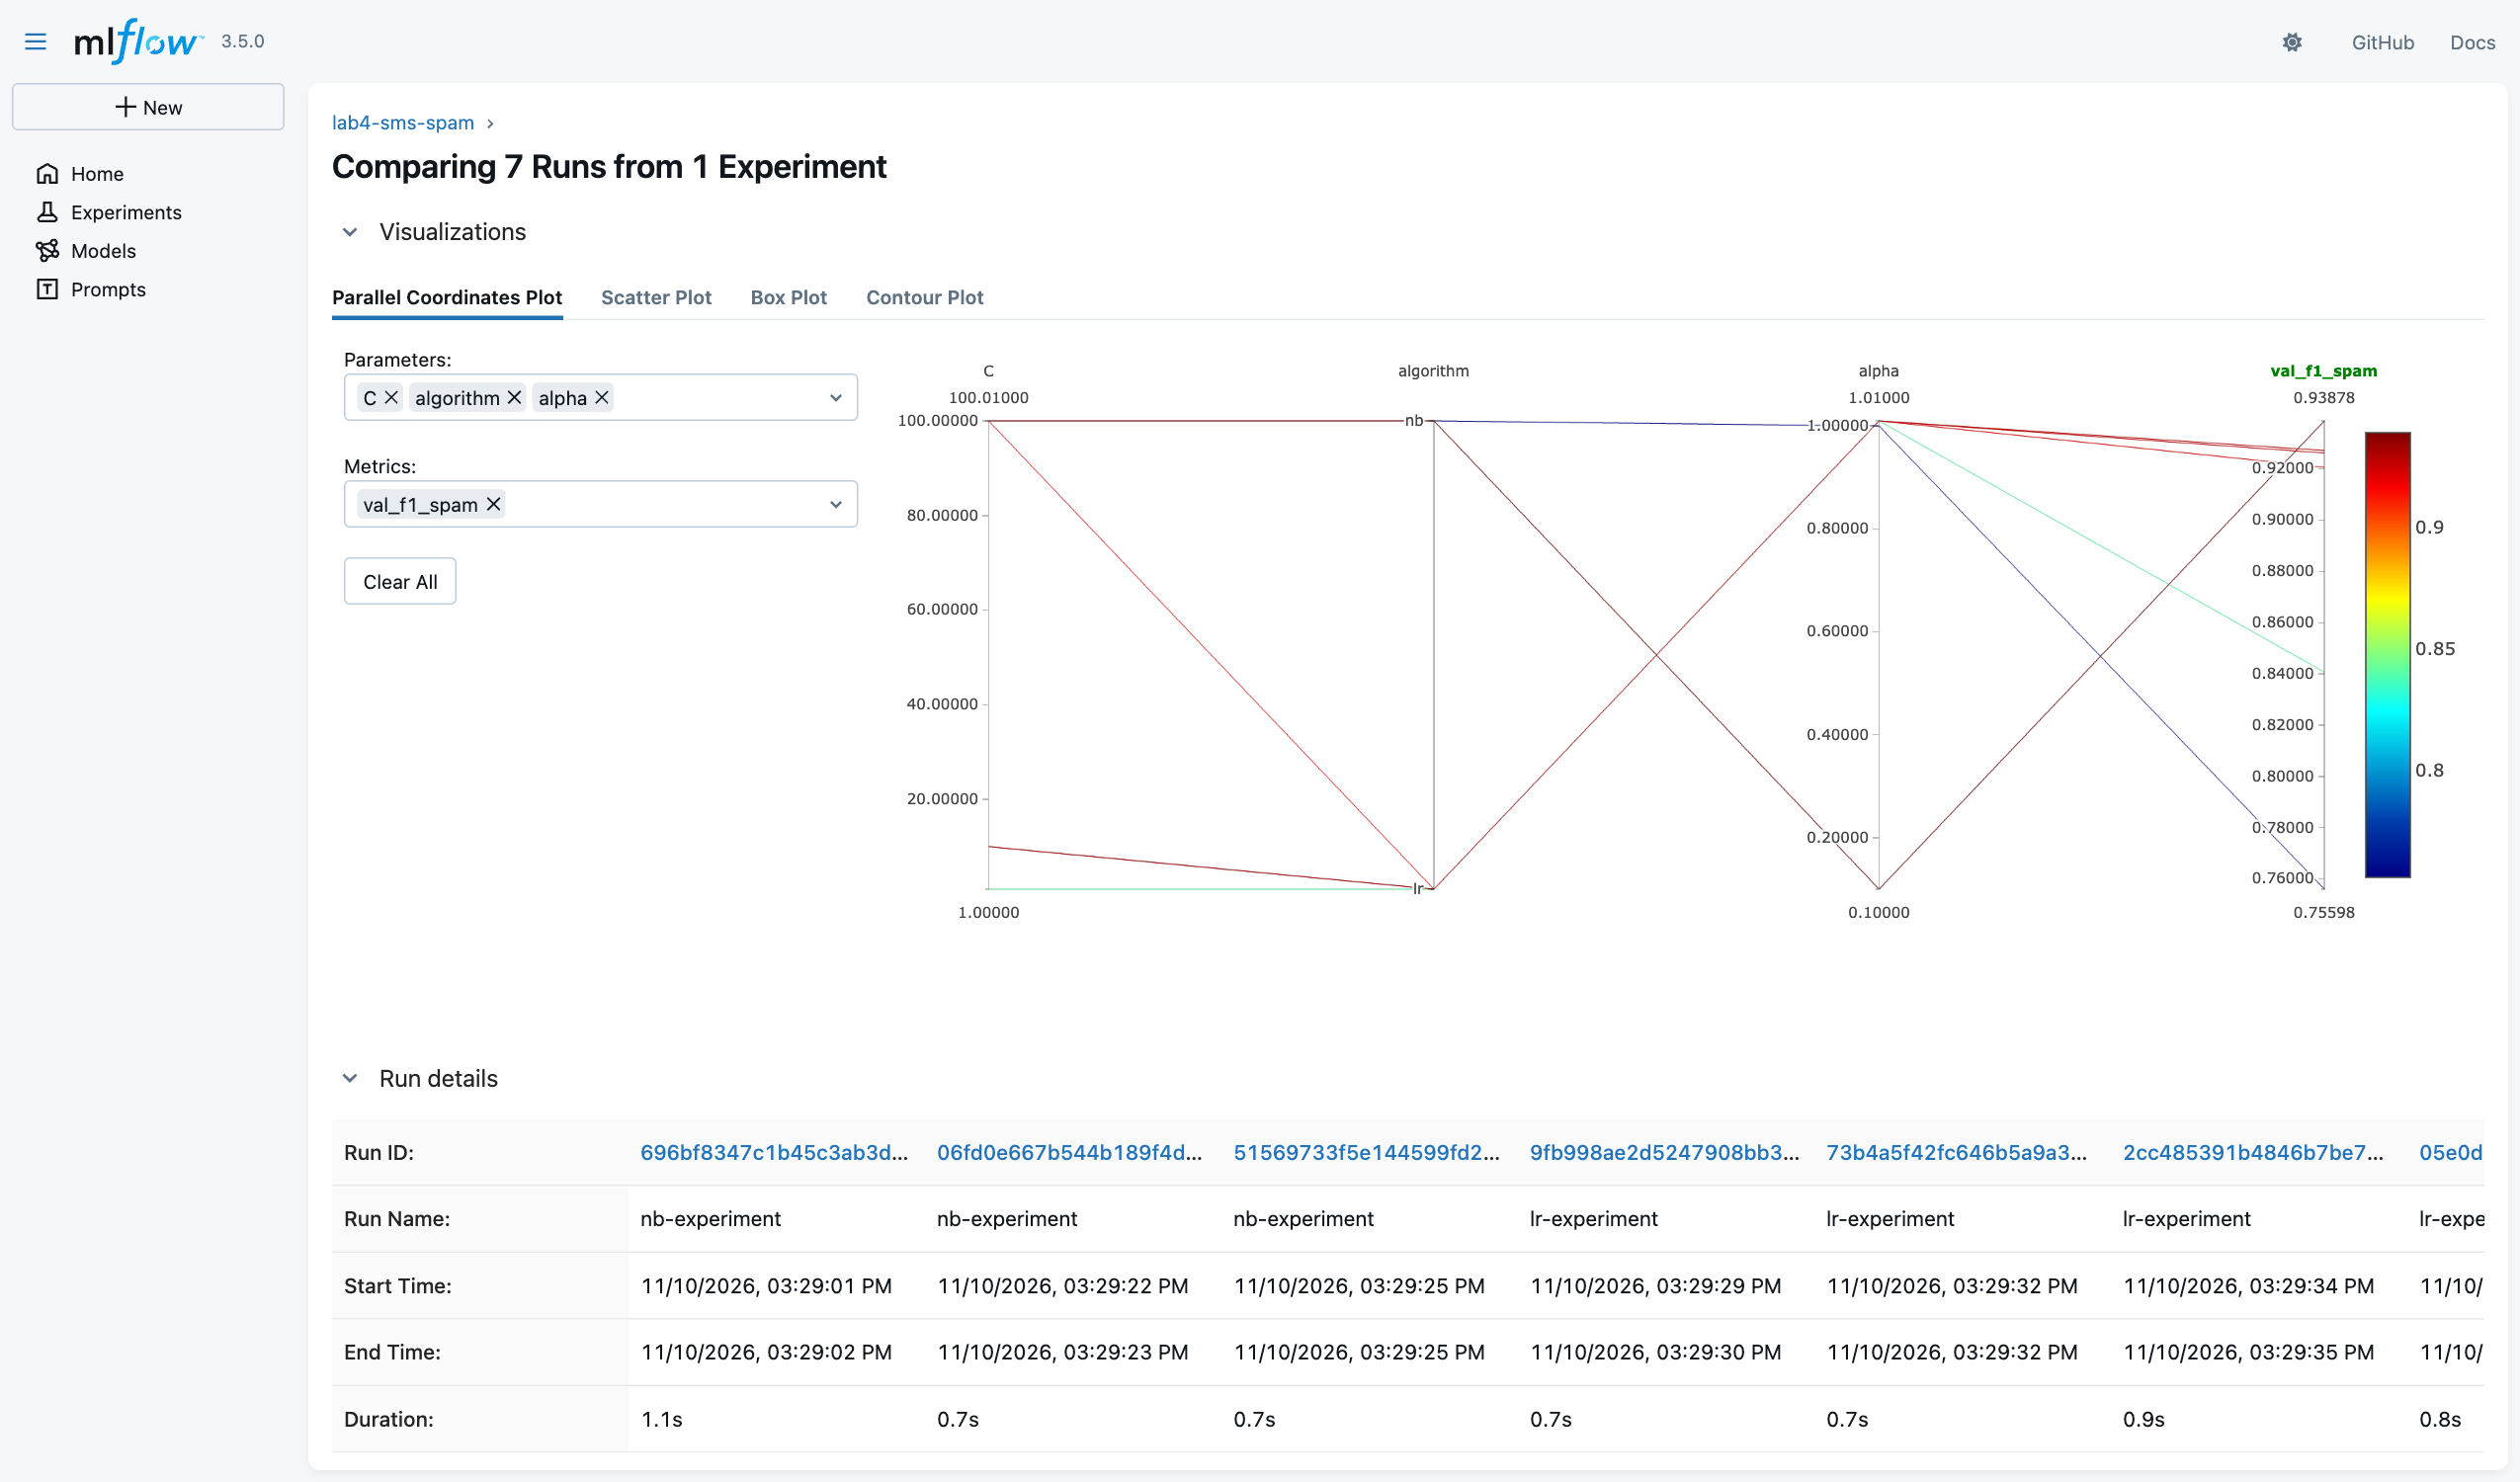 mlflow™ 3.5.0
GitHub
Docs
New
Home
Experiments
Models
Prompts
lab4-sms-spam
Comparing 7 Runs from 1 Experiment
Visualizations
Parallel Coordinates Plot
Scatter Plot
Box Plot
Contour Plot
Parameters:
C algorithm alpha
Metrics:
val_f1_spam
Clear All
C
100.01000
100.00000
80.00000
60.00000
40.00000
20.00000
1.00000
algorithm
nb
lr
alpha
1.01000
1.00000
0.80000
0.60000
0.40000
0.20000
0.10000
val_f1_spam
0.93878
0.92000
0.90000
0.88000
0.86000
0.84000
0.82000
0.80000
0.78000
0.76000
0.75598
0.9
0.85
0.8
Run details
Run ID: 696bf8347c1b45c3ab3d... 06fd0e667b544b189f4d... 51569733f5e144599fd2... 9fb998ae2d5247908bb3... 73b4a5f42fc646b5a9a3... 2cc485391b4846b7be7... 05e0d
Run Name: nb-experiment nb-experiment nb-experiment lr-experiment lr-experiment lr-experiment lr-expe
Start Time: 11/10/2026, 03:29:01 PM 11/10/2026, 03:29:22 PM 11/10/2026, 03:29:25 PM 11/10/2026, 03:29:29 PM 11/10/2026, 03:29:32 PM 11/10/2026, 03:29:34 PM 11/10/
End Time: 11/10/2026, 03:29:02 PM 11/10/2026, 03:29:23 PM 11/10/2026, 03:29:25 PM 11/10/2026, 03:29:30 PM 11/10/2026, 03:29:32 PM 11/10/2026, 03:29:35 PM 11/10/
Duration: 1.1s 0.7s 0.7s 0.7s 0.7s 0.9s 0.8s